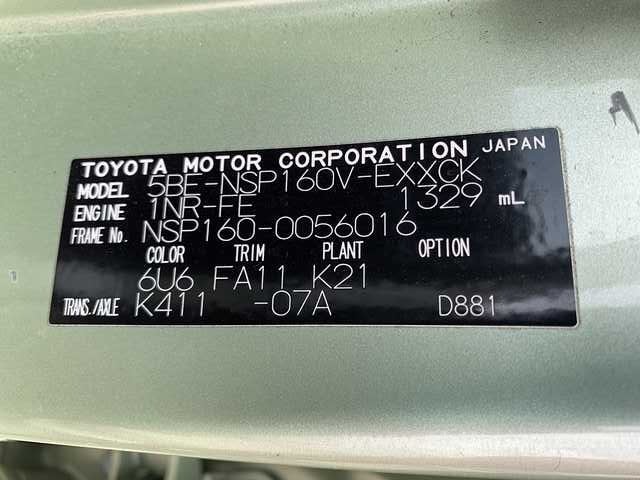 TOYOTA MOTOR CORPORATION JAPAN
MODEL 5BE-NSP160V-EXXGK
ENGINE 1NR-FE 1329 mL
FRAME No. NSP160-0056016
COLOR TRIM PLANT OPTION
6U6 FA11 K21
TRANS./AXLE K411 -07A D881